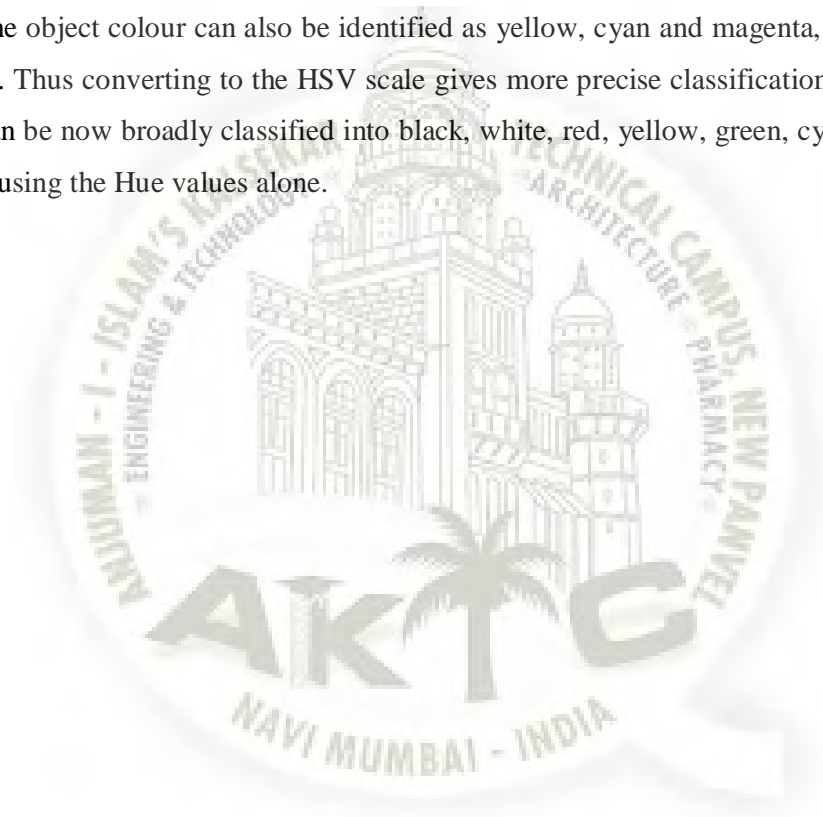 ne object colour can also be identified as yellow, cyan and magenta,
. Thus converting to the HSV scale gives more precise classification
n be now broadly classified into black, white, red, yellow, green, cy
using the Hue values alone.
ANJUMAN - I - ISLAM'S KALSEKAR TECHNICAL CAMPUS, NEW PANVEL
ENGINEERING & TECHNOLOGY ARCHITECTURE PHARMACY
AKTC
NAVI MUMBAI - INDIA